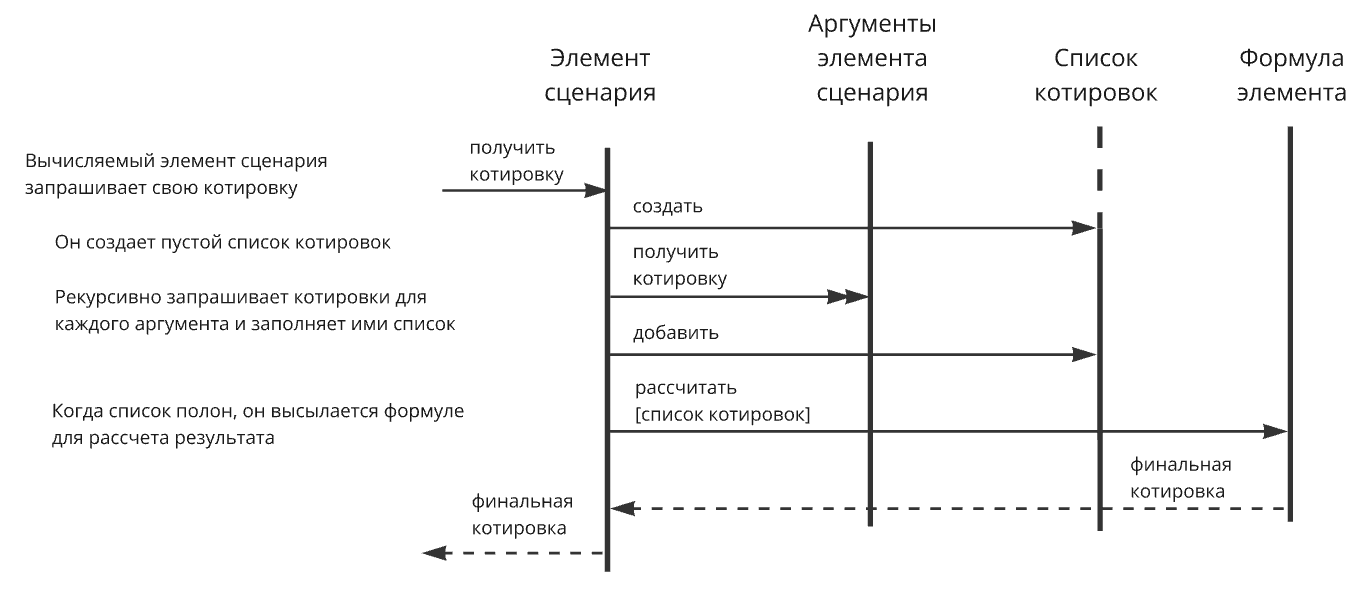 Элемент
сценария
Аргументы
элемента
сценария
Список
котировок
Формула
элемента
Вычисляемый элемент сценария
запрашивает свою котировку
получить
котировку
создать
Он создает пустой список котировок
получить
котировку
Рекурсивно запрашивает котировки для
каждого аргумента и заполняет ими список
добавить
рассчитать
[список котировок]
Когда список полон, он высылается формуле
для рассчета результата
финальная
котировка
финальная
котировка